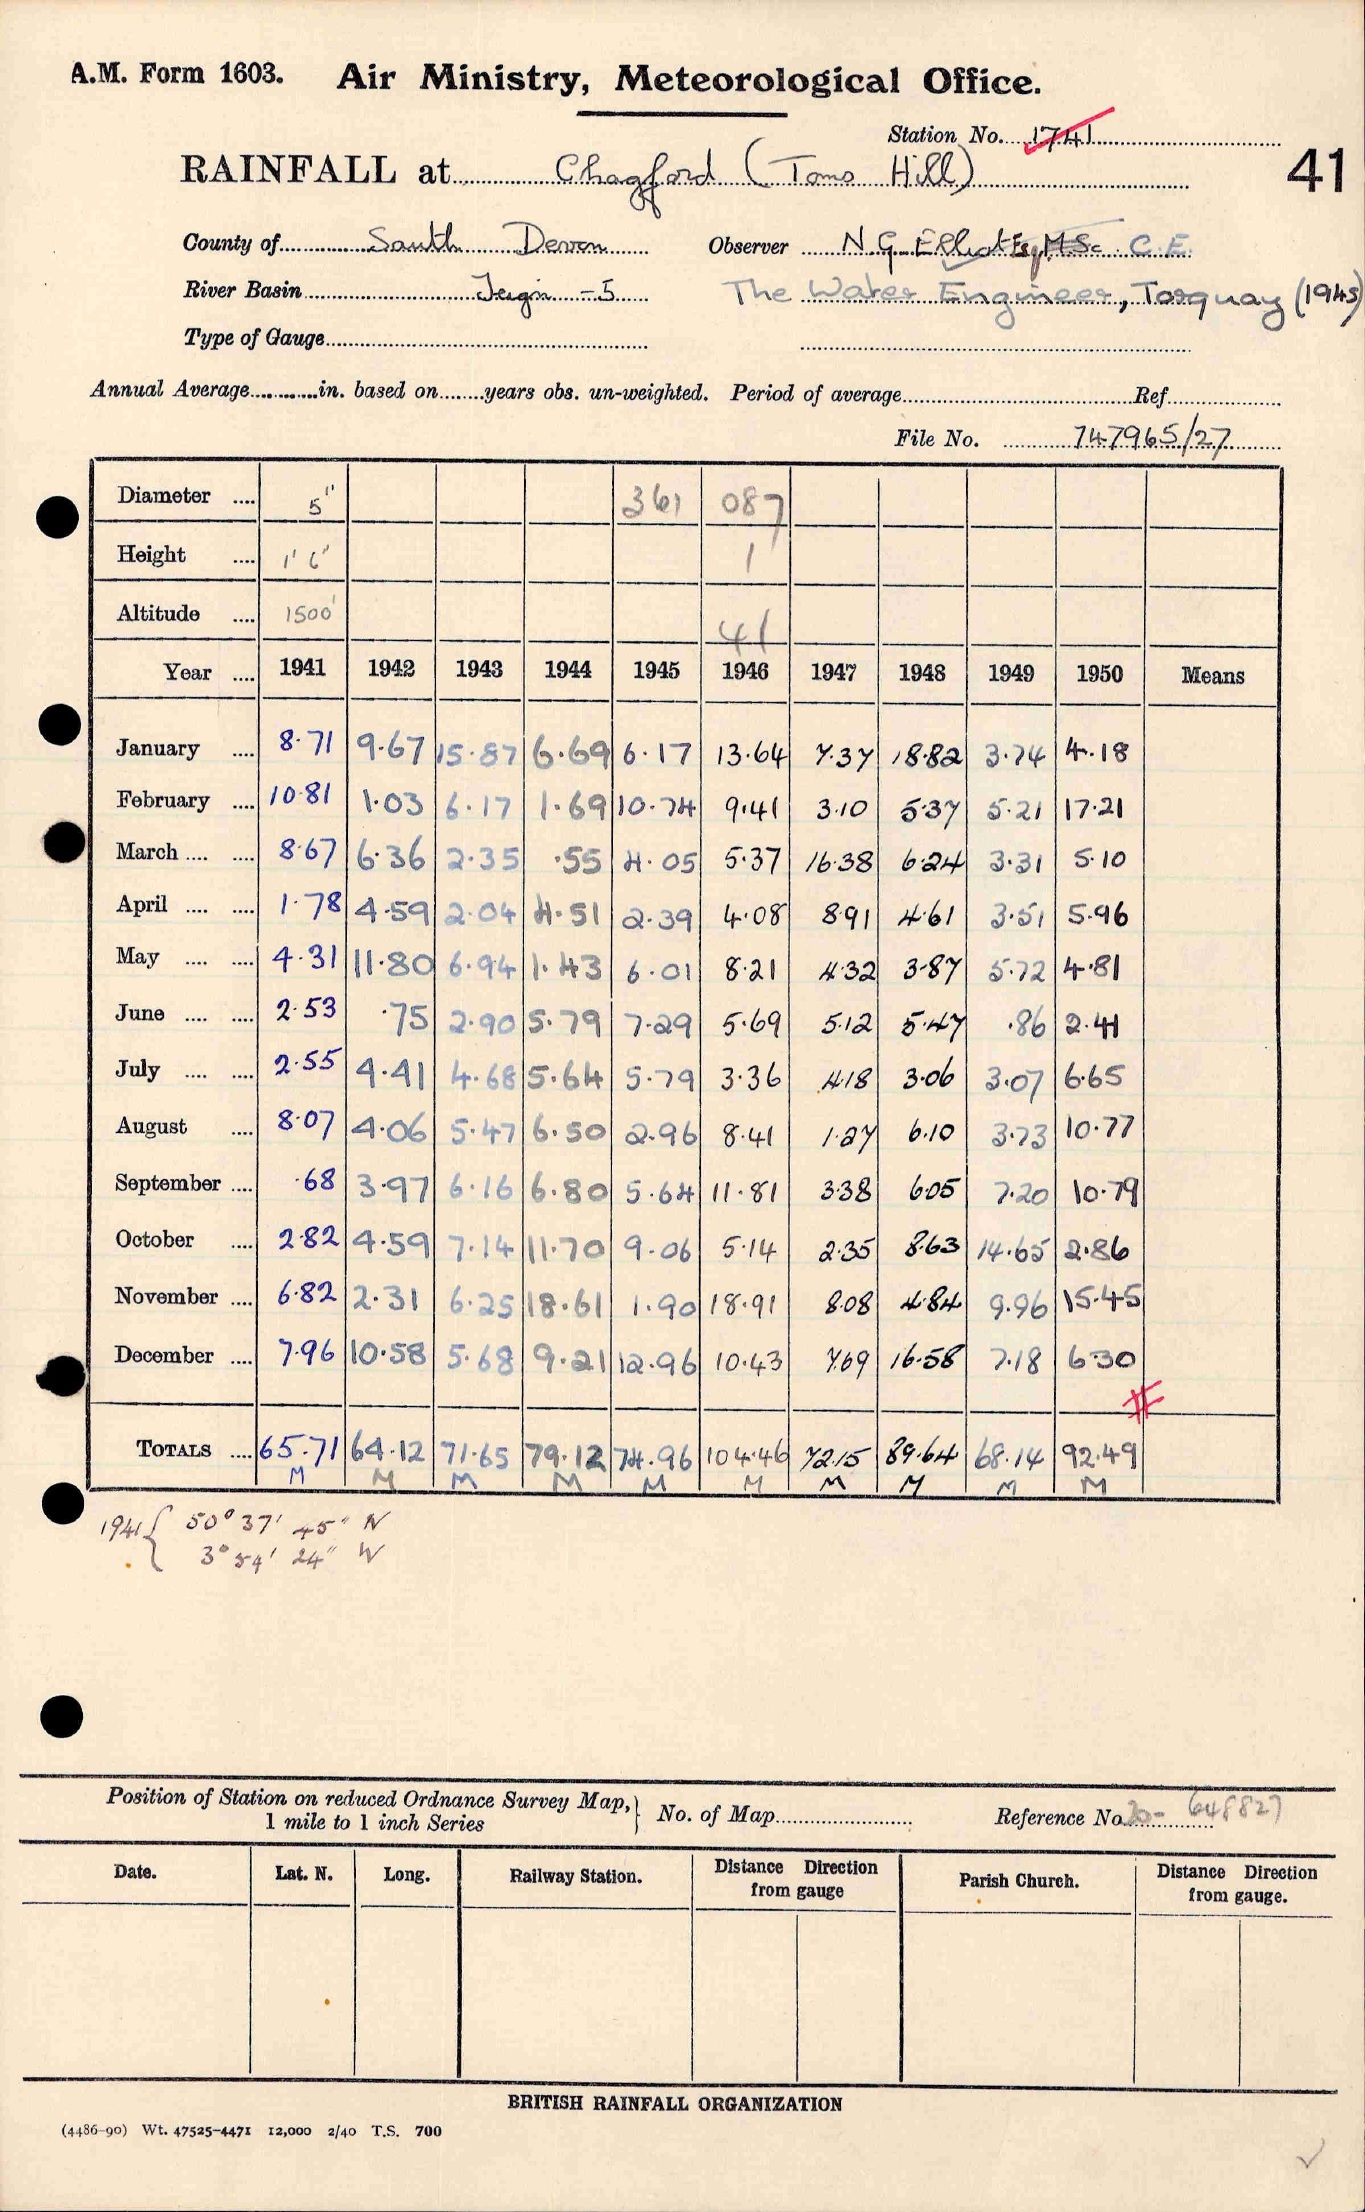 A.M. Form 1603. Air Ministry, Meteorological Office.
Station No. 1741
RAINFALL at Chagford (Toms Hill)
41
County of South Devon Observer N.G. Elliot Esq MSc C.E.
River Basin Teign -5 The Water Engineer, Torquay (1945)
Type of Gauge
Annual Average in. based on years obs. un-weighted. Period of average Ref
File No. 747965/27
Diameter 5" 361 087
Height 1' 6" 1
Altitude 1500' 41
Year 1941 1942 1943 1944 1945 1946 1947 1948 1949 1950 Means
January 8.71 9.67 15.87 6.69 6.17 13.64 7.37 18.82 3.74 4.18
February 10.81 1.03 6.17 1.69 10.74 9.41 3.10 5.37 5.21 17.21
March 8.67 6.36 2.35 .55 4.05 5.37 16.38 6.24 3.31 5.10
April 1.78 4.59 2.04 4.51 2.39 4.08 8.91 4.61 3.51 5.96
May 4.31 11.80 6.94 1.43 6.01 8.21 4.32 3.87 5.72 4.81
June 2.53 .75 2.90 5.79 7.29 5.69 5.12 5.47 .86 2.41
July 2.55 4.41 4.68 5.64 5.79 3.36 4.18 3.06 3.07 6.65
August 8.07 4.06 5.47 6.50 2.96 8.41 1.27 6.10 3.73 10.77
September .68 3.97 6.16 6.80 5.64 11.81 3.38 6.05 7.20 10.79
October 2.82 4.59 7.14 11.70 9.06 5.14 2.35 8.63 14.65 2.86
November 6.82 2.31 6.25 18.61 1.90 18.91 8.08 4.84 9.96 15.45
December 7.96 10.58 5.68 9.21 12.96 10.43 7.69 16.58 7.18 6.30
#
TOTALS 65.71 64.12 71.65 79.12 74.96 104.46 72.15 89.64 68.14 92.49
M M M M M M M M M M
1941 { 50° 37' 45" N
3° 54' 24" W
Position of Station on reduced Ordnance Survey Map,
1 mile to 1 inch Series } No. of Map Reference No. 20- 648827
Date. Lat. N. Long. Railway Station. Distance Direction from gauge Parish Church. Distance Direction from gauge.
BRITISH RAINFALL ORGANIZATION
(4486-90) Wt. 47525-4471 12,000 2/40 T.S. 700